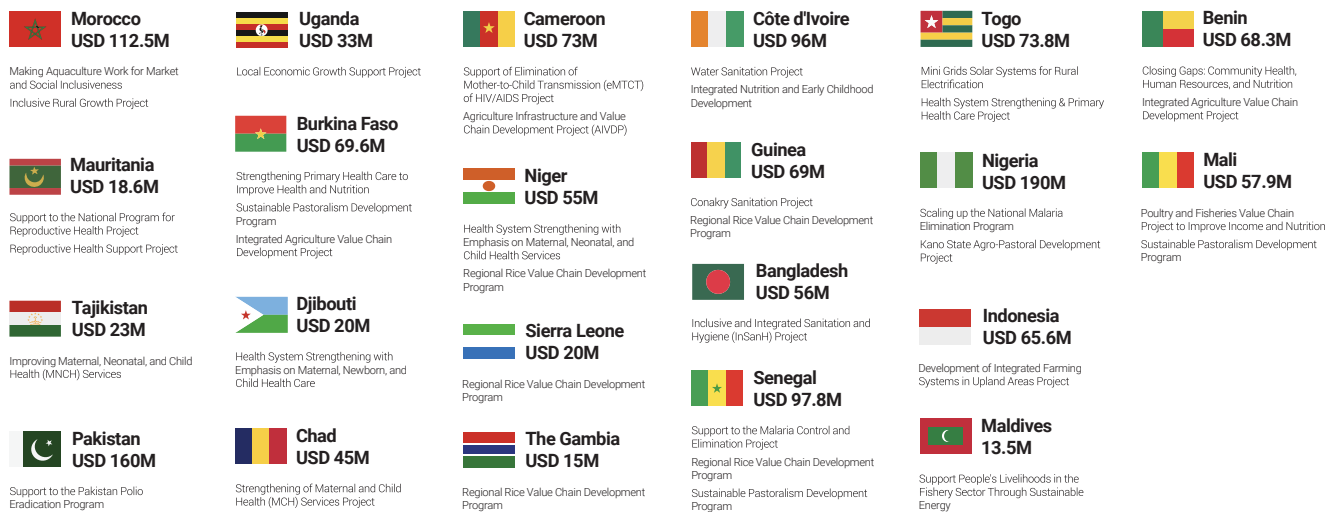 Morocco
USD 112.5M
Making Aquaculture Work for Market
and Social Inclusiveness
Inclusive Rural Growth Project
Mauritania
USD 18.6M
Support to the National Program for
Reproductive Health Project
Reproductive Health Support Project
Tajikistan
USD 23M
Improving Maternal, Neonatal, and Child
Health (MNCH) Services
Pakistan
USD 160M
Support to the Pakistan Polio
Eradication Program
Uganda
USD 33M
Local Economic Growth Support Project
Burkina Faso
USD 69.6M
Strengthening Primary Health Care to
Improve Health and Nutrition
Sustainable Pastoralism Development
Program
Integrated Agriculture Value Chain
Development Project
Djibouti
USD 20M
Health System Strengthening with
Emphasis on Maternal, Newborn, and
Child Health Care
Chad
USD 45M
Strengthening of Maternal and Child
Health (MCH) Services Project
Cameroon
USD 73M
Support of Elimination of
Mother-to-Child Transmission (eMTCT)
of HIV/AIDS Project
Agriculture Infrastructure and Value
Chain Development Project (AIVDP)
Niger
USD 55M
Health System Strengthening with
Emphasis on Maternal, Neonatal, and
Child Health Services
Regional Rice Value Chain Development
Program
Sierra Leone
USD 20M
Regional Rice Value Chain Development
Program
The Gambia
USD 15M
Regional Rice Value Chain Development
Program
Côte d'Ivoire
USD 96M
Water Sanitation Project
Integrated Nutrition and Early Childhood
Development
Guinea
USD 69M
Conakry Sanitation Project
Regional Rice Value Chain Development
Program
Bangladesh
USD 56M
Inclusive and Integrated Sanitation and
Hygiene (InSanH) Project
Senegal
USD 97.8M
Support to the Malaria Control and
Elimination Project
Regional Rice Value Chain Development
Program
Sustainable Pastoralism Development
Program
Togo
USD 73.8M
Mini Grids Solar Systems for Rural
Electrification
Health System Strengthening & Primary
Health Care Project
Nigeria
USD 190M
Scaling up the National Malaria
Elimination Program
Kano State Agro-Pastoral Development
Project
Indonesia
USD 65.6M
Development of Integrated Farming
Systems in Upland Areas Project
Maldives
13.5M
Support People's Livelihoods in the
Fishery Sector Through Sustainable
Energy
Benin
USD 68.3M
Closing Gaps: Community Health,
Human Resources, and Nutrition
Integrated Agriculture Value Chain
Development Project
Mali
USD 57.9M
Poultry and Fisheries Value Chain
Project to Improve Income and Nutrition
Sustainable Pastoralism Development
Program